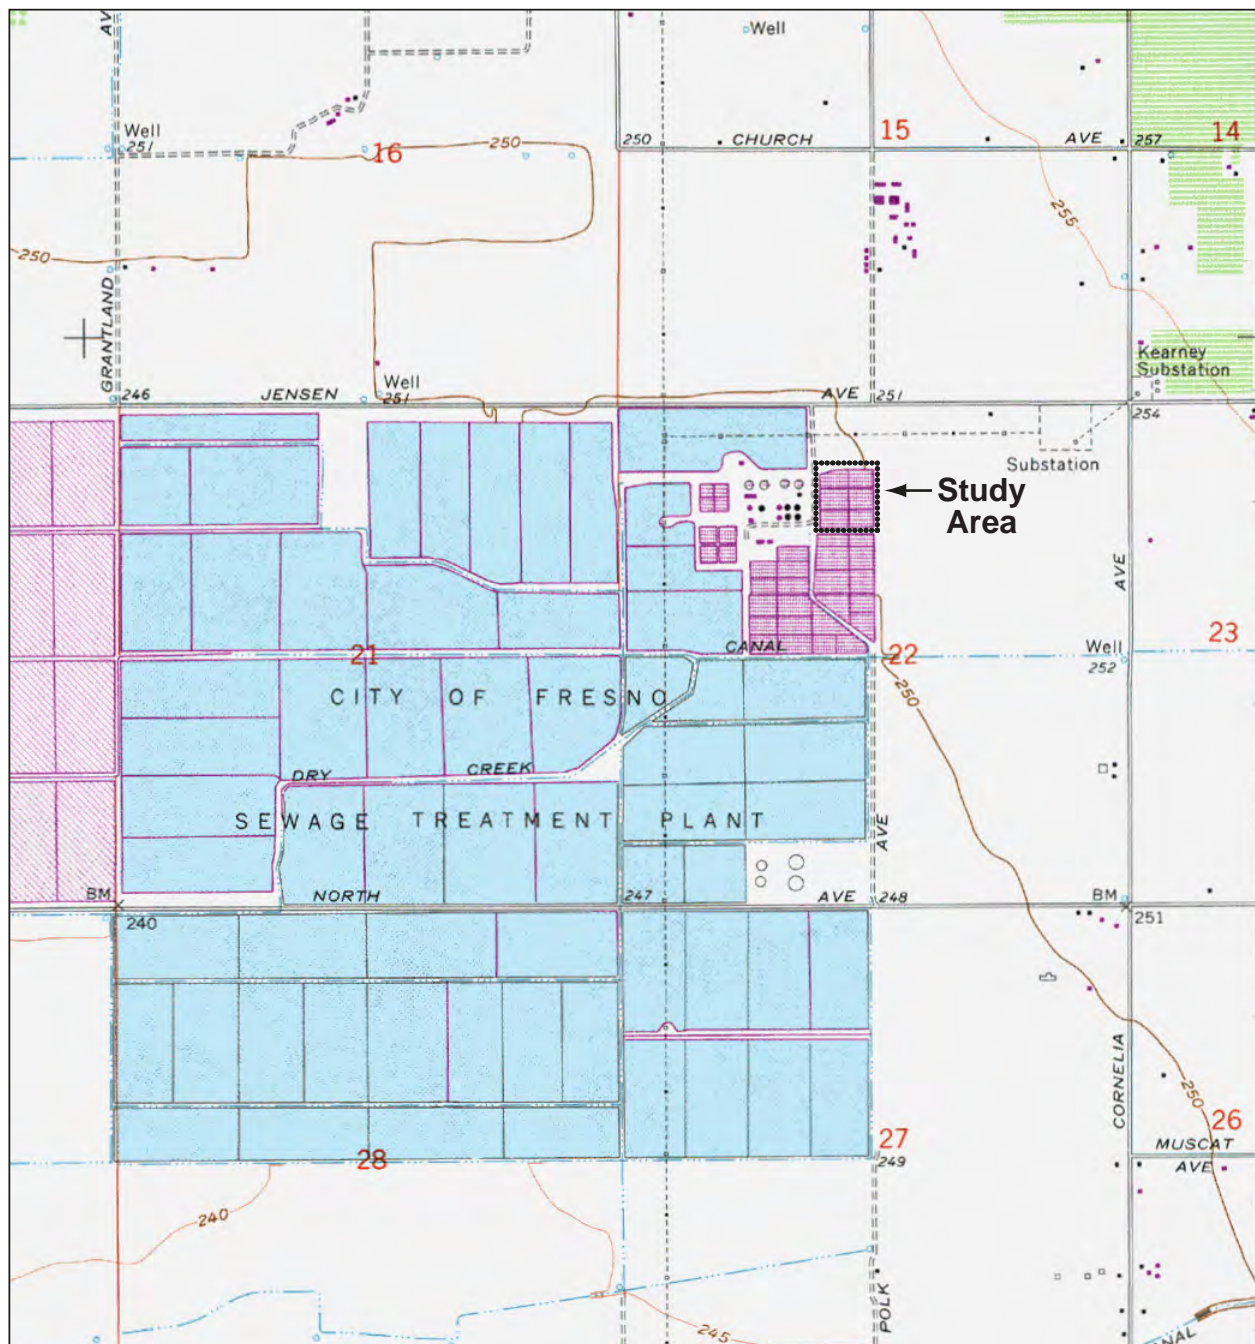 AV
Well
Well
251
16
250
250
CHURCH
15
AVE
257
14
250
255
GRANTLAND
Kearney
Substation
Well
246
JENSEN
251
AVE
251
254
Substation
Study
Area
AVE
CANAL
21
22
Well
252
23
CITY OF FRESNO
250
DRY
CREEK
SEWAGE TREATMENT PLANT
AVE
BM
NORTH
247
AVE
248
BM
240
251
CORNELIA
250
26
27
MUSCAT
28
249
AVE
240
POLK
245
NAL